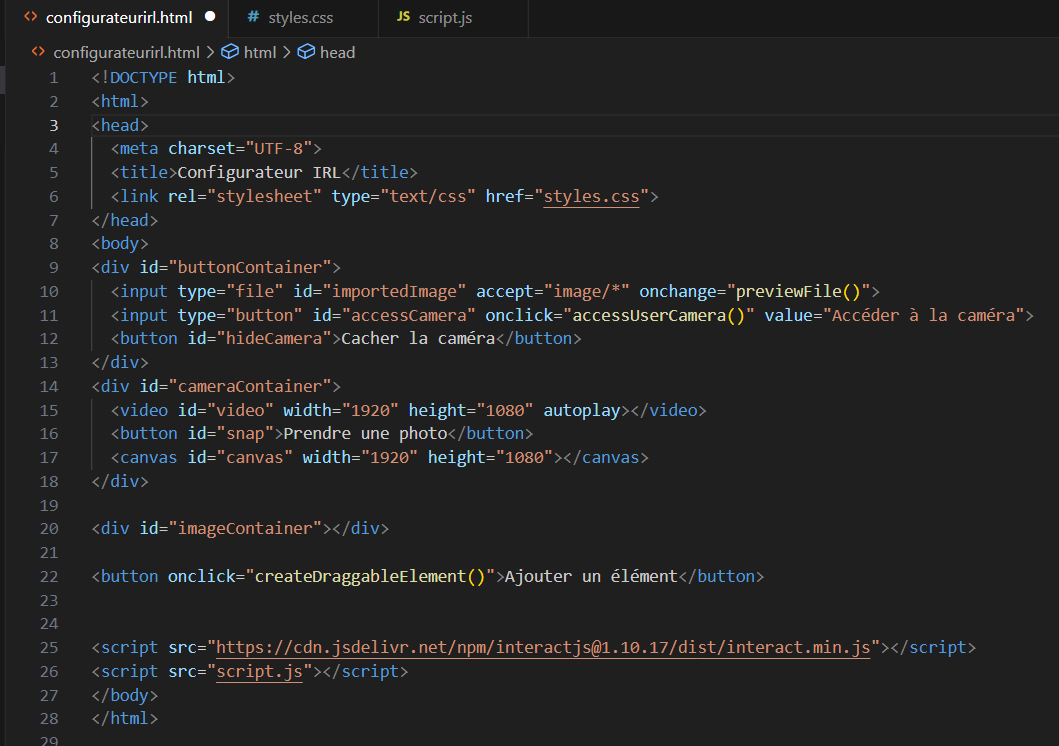 configurateurirl.html ● # styles.css JS script.js
configurateurirl.html > html > head
1 <!DOCTYPE html>
2 <html>
3 <head>
4 <meta charset="UTF-8">
5 <title>Configurateur IRL</title>
6 <link rel="stylesheet" type="text/css" href="styles.css">
7 </head>
8 <body>
9 <div id="buttonContainer">
10 <input type="file" id="importedImage" accept="image/*" onchange="previewFile()">
11 <input type="button" id="accessCamera" onclick="accessUserCamera()" value="Accéder à la caméra">
12 <button id="hideCamera">Cacher la caméra</button>
13 </div>
14 <div id="cameraContainer">
15 <video id="video" width="1920" height="1080" autoplay></video>
16 <button id="snap">Prendre une photo</button>
17 <canvas id="canvas" width="1920" height="1080"></canvas>
18 </div>
19
20 <div id="imageContainer"></div>
21
22 <button onclick="createDraggableElement()">Ajouter un élément</button>
23
24
25 <script src="https://cdn.jsdelivr.net/npm/interactjs@1.10.17/dist/interact.min.js"></script>
26 <script src="script.js"></script>
27 </body>
28 </html>
29